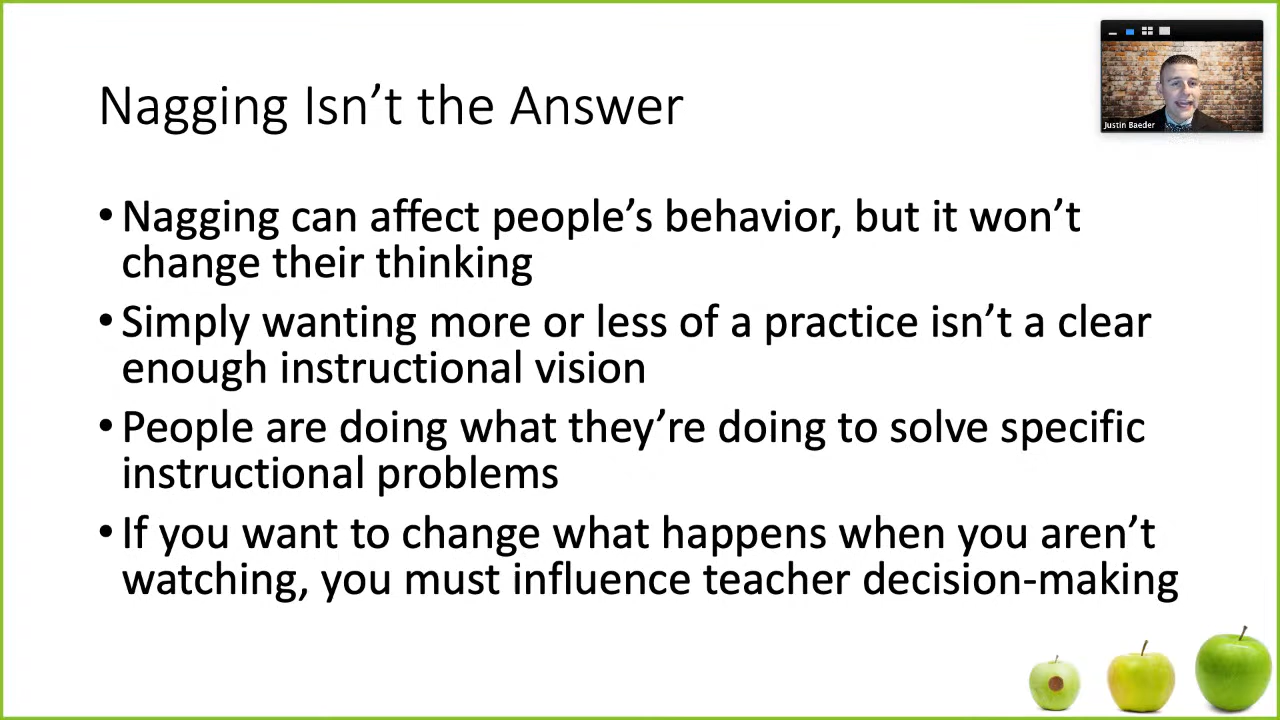 Nagging Isn’t the Answer
Justin Baeder
• Nagging can affect people’s behavior, but it won’t
change their thinking
• Simply wanting more or less of a practice isn’t a clear
enough instructional vision
• People are doing what they’re doing to solve specific
instructional problems
• If you want to change what happens when you aren’t
watching, you must influence teacher decision-making